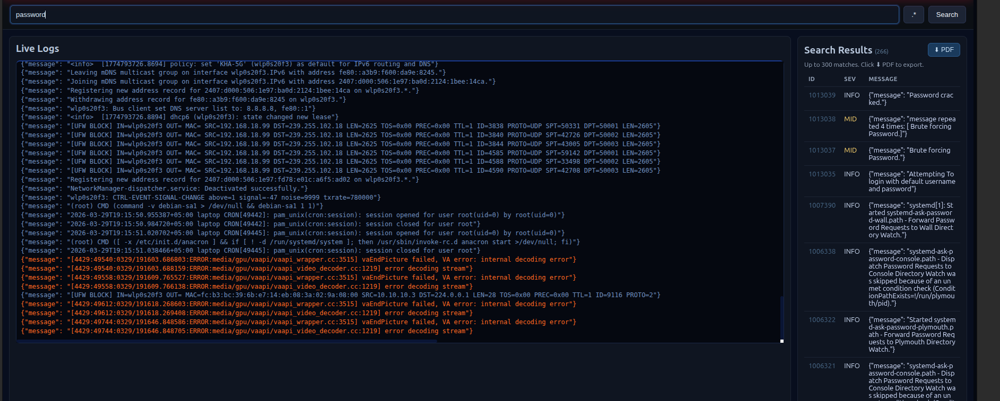 password
.*
Search
Live Logs
{"message": "<info>  [1774793726.8694] policy: set 'KHA-5G' (wlp0s20f3) as default for IPv6 routing and DNS"}
{"message": "Leaving mDNS multicast group on interface wlp0s20f3.IPv6 with address fe80::a3b9:f600:da9e:8245."}
{"message": "Joining mDNS multicast group on interface wlp0s20f3.IPv6 with address 2407:d000:506:1e97:ba0d:2124:1bee:14ca."}
{"message": "Registering new address record for 2407:d000:506:1e97:ba0d:2124:1bee:14ca on wlp0s20f3.*."}
{"message": "Withdrawing address record for fe80::a3b9:f600:da9e:8245 on wlp0s20f3."}
{"message": "wlp0s20f3: Bus client set DNS server list to: 8.8.8.8, fe80::1"}
{"message": "<info>  [1774793726.8894] dhcp6 (wlp0s20f3): state changed new lease"}
{"message": "[UFW BLOCK] IN=wlp0s20f3 OUT= MAC= SRC=192.168.18.99 DST=239.255.102.18 LEN=2625 TOS=0x00 PREC=0x00 TTL=1 ID=3838 PROTO=UDP SPT=50331 DPT=50001 LEN=2605"}
{"message": "[UFW BLOCK] IN=wlp0s20f3 OUT= MAC= SRC=192.168.18.99 DST=239.255.102.18 LEN=2625 TOS=0x00 PREC=0x00 TTL=1 ID=3840 PROTO=UDP SPT=42726 DPT=50002 LEN=2605"}
{"message": "[UFW BLOCK] IN=wlp0s20f3 OUT= MAC= SRC=192.168.18.99 DST=239.255.102.18 LEN=2625 TOS=0x00 PREC=0x00 TTL=1 ID=3844 PROTO=UDP SPT=43005 DPT=50003 LEN=2605"}
{"message": "[UFW BLOCK] IN=wlp0s20f3 OUT= MAC= SRC=192.168.18.99 DST=239.255.102.18 LEN=2625 TOS=0x00 PREC=0x00 TTL=1 ID=4585 PROTO=UDP SPT=59142 DPT=50001 LEN=2605"}
{"message": "[UFW BLOCK] IN=wlp0s20f3 OUT= MAC= SRC=192.168.18.99 DST=239.255.102.18 LEN=2625 TOS=0x00 PREC=0x00 TTL=1 ID=4588 PROTO=UDP SPT=33498 DPT=50002 LEN=2605"}
{"message": "[UFW BLOCK] IN=wlp0s20f3 OUT= MAC= SRC=192.168.18.99 DST=239.255.102.18 LEN=2625 TOS=0x00 PREC=0x00 TTL=1 ID=4590 PROTO=UDP SPT=42708 DPT=50003 LEN=2605"}
{"message": "Registering new address record for 2407:d000:506:1e97:fd78:e01c:a6f5:ad02 on wlp0s20f3.*."}
{"message": "NetworkManager-dispatcher.service: Deactivated successfully."}
{"message": "wlp0s20f3: CTRL-EVENT-SIGNAL-CHANGE above=1 signal=-47 noise=9999 txrate=780000"}
{"message": "(root) CMD (command -v debian-sa1 > /dev/null && debian-sa1 1 1)"}
{"message": "2026-03-29T19:15:50.955387+05:00 laptop CRON[49442]: pam_unix(cron:session): session opened for user root(uid=0) by root(uid=0)"}
{"message": "2026-03-29T19:15:50.984720+05:00 laptop CRON[49442]: pam_unix(cron:session): session closed for user root"}
{"message": "2026-03-29T19:15:51.020702+05:00 laptop CRON[49445]: pam_unix(cron:session): session opened for user root(uid=0) by root(uid=0)"}
{"message": "(root) CMD ([ -x /etc/init.d/anacron ] && if [ ! -d /run/systemd/system ]; then /usr/sbin/invoke-rc.d anacron start >/dev/null; fi)"}
{"message": "2026-03-29T19:15:51.038466+05:00 laptop CRON[49445]: pam_unix(cron:session): session closed for user root"}
{"message": "[4429:49540:0329/191603.686803:ERROR:media/gpu/vaapi/vaapi_wrapper.cc:3515] vaEndPicture failed, VA error: internal decoding error"}
{"message": "[4429:49540:0329/191603.688159:ERROR:media/gpu/vaapi/vaapi_video_decoder.cc:1219] error decoding stream"}
{"message": "[4429:49558:0329/191609.765527:ERROR:media/gpu/vaapi/vaapi_wrapper.cc:3515] vaEndPicture failed, VA error: internal decoding error"}
{"message": "[4429:49558:0329/191609.766138:ERROR:media/gpu/vaapi/vaapi_video_decoder.cc:1219] error decoding stream"}
{"message": "[UFW BLOCK] IN=wlp0s20f3 OUT= MAC=fc:b3:bc:39:6b:e7:14:eb:08:3a:02:9a:08:00 SRC=10.10.10.3 DST=224.0.0.1 LEN=28 TOS=0x00 PREC=0x00 TTL=1 ID=9116 PROTO=2"}
{"message": "[4429:49612:0329/191618.268603:ERROR:media/gpu/vaapi/vaapi_wrapper.cc:3515] vaEndPicture failed, VA error: internal decoding error"}
{"message": "[4429:49612:0329/191618.269408:ERROR:media/gpu/vaapi/vaapi_video_decoder.cc:1219] error decoding stream"}
{"message": "[4429:49744:0329/191646.848586:ERROR:media/gpu/vaapi/vaapi_wrapper.cc:3515] vaEndPicture failed, VA error: internal decoding error"}
{"message": "[4429:49744:0329/191646.848705:ERROR:media/gpu/vaapi/vaapi_video_decoder.cc:1219] error decoding stream"}
Search Results (266)
⬇ PDF
Up to 300 matches. Click ⬇ PDF to export.
ID SEV MESSAGE
1013039 INFO {"message": "Password crac
ked."}
1013038 MID {"message": "message repea
ted 4 times: [ Brute forcing
Password.]"}
1013037 MID {"message": "Brute forcing
Password."}
1013035 INFO {"message": "Attempting To
login with default username
and password"}
1007390 INFO {"message": "systemd[1]: St
arted systemd-ask-passwor
d-wall.path - Forward Passw
ord Requests to Wall Direct
ory Watch."}
1006338 INFO {"message": "systemd-ask-p
assword-console.path - Disp
atch Password Requests to
Console Directory Watch wa
s skipped because of an un
met condition check (Condit
ionPathExists=!/run/plymou
th/pid)."}
1006322 INFO {"message": "Started system
d-ask-password-plymouth.p
ath - Forward Password Req
uests to Plymouth Directory
Watch."}
1006321 INFO {"message": "systemd-ask-p
assword-console.path - Disp
atch Password Requests to
Console Directory Watch wa
s skipped because of an un